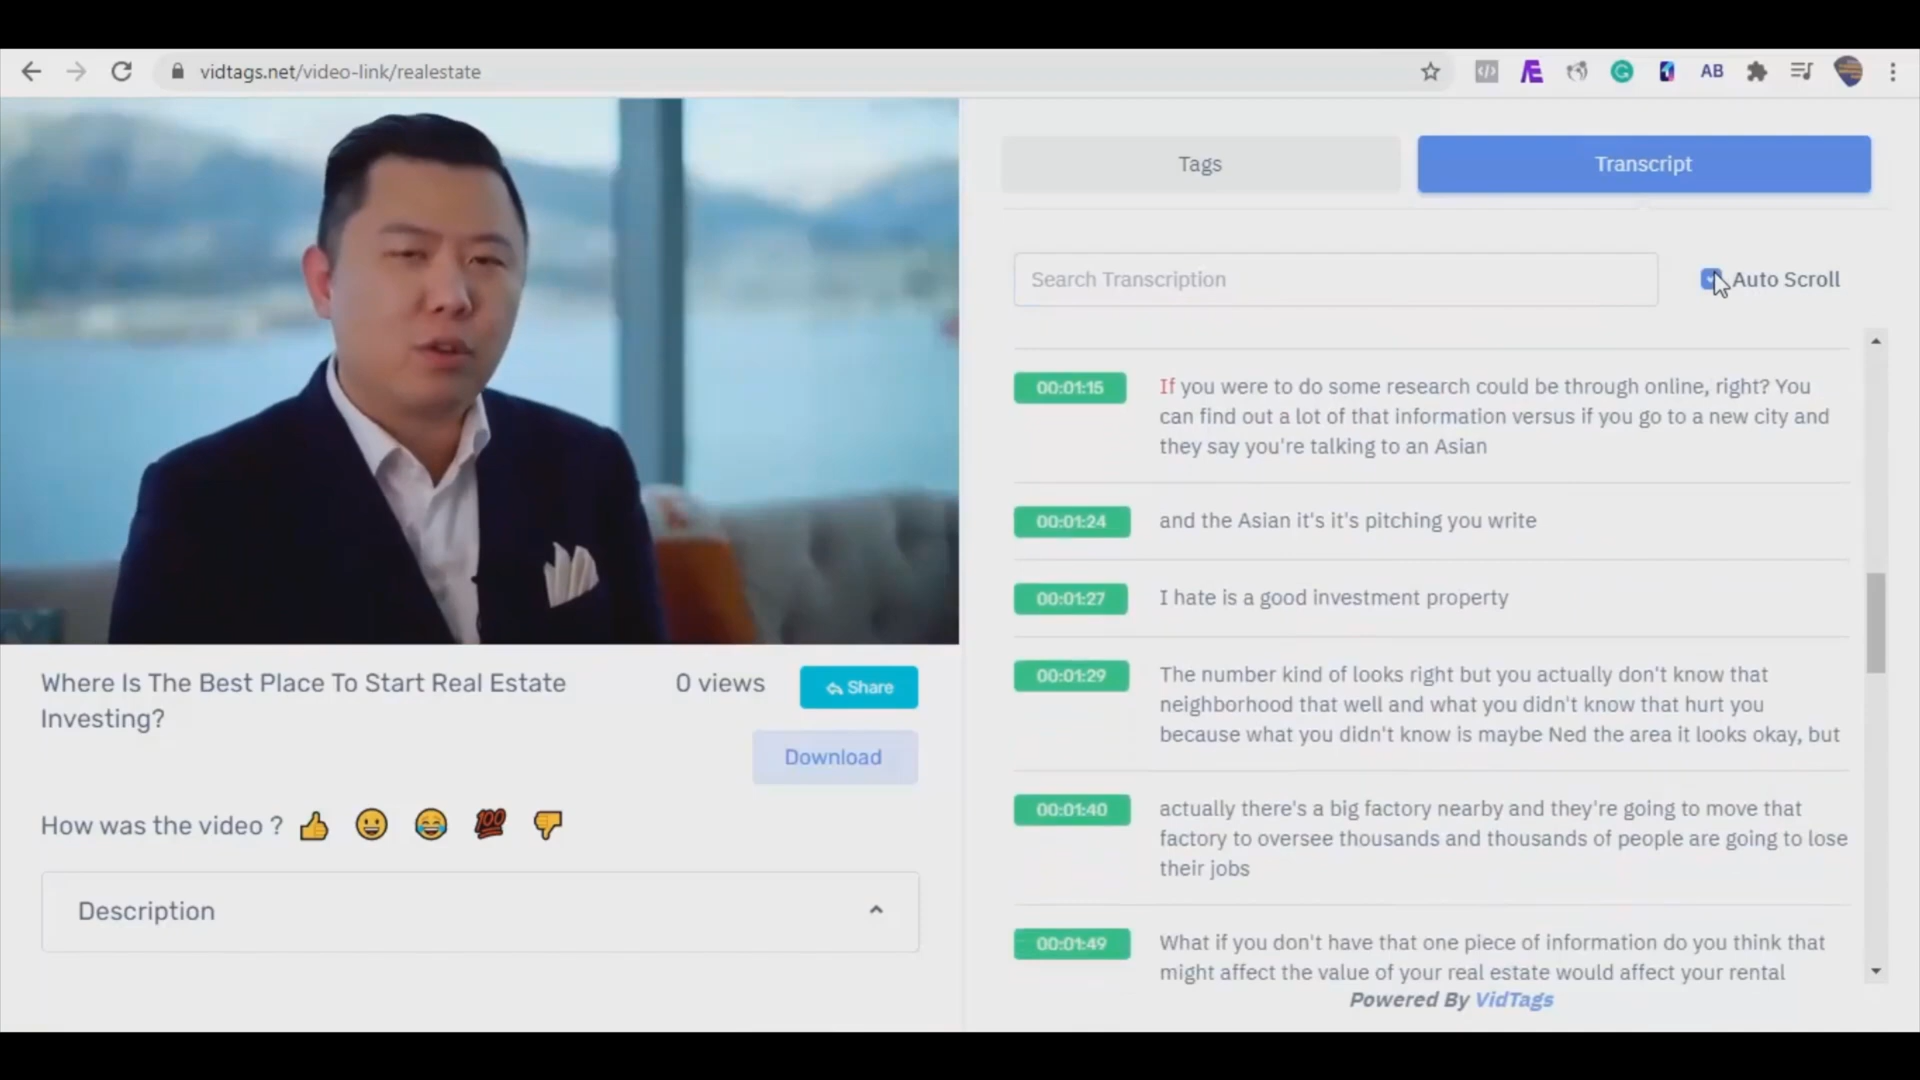 vidtags.net/video-link/realestate
AB
Tags
Transcript
Search Transcription
Auto Scroll
00:01:15
If you were to do some research could be through online, right? You
can find out a lot of that information versus if you go to a new city and
they say you're talking to an Asian
00:01:24
and the Asian it's it's pitching you write
00:01:27
I hate is a good investment property
00:01:29
The number kind of looks right but you actually don't know that
neighborhood that well and what you didn't know that hurt you
because what you didn't know is maybe Ned the area it looks okay, but
00:01:40
actually there's a big factory nearby and they're going to move that
factory to oversee thousands and thousands of people are going to lose
their jobs
00:01:49
What if you don't have that one piece of information do you think that
might affect the value of your real estate would affect your rental
Powered By VidTags
Where Is The Best Place To Start Real Estate
Investing?
0 views
Share
Download
How was the video ?
100
Description